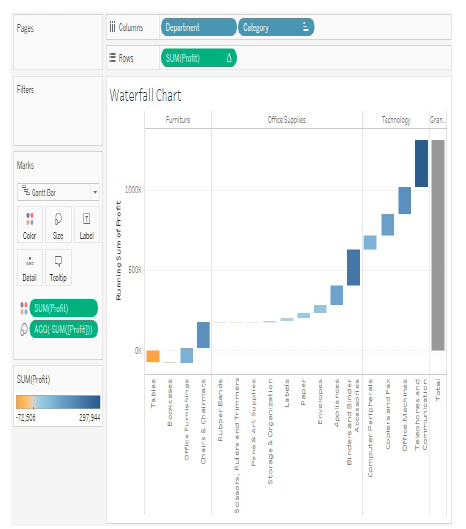 Pages
Columns
Department
Category
Rows
SUM(Profit)
Filters
Waterfall Chart
Furniture
Office Supplies
Technology
Gran..
Marks
Gantt Bar
Color
Size
Label
Detail
Tooltip
SUM(Profit)
AGG(-SUM([Profit]))
SUM(Profit)
-72,506
297,944
Running Sum of Profit
1000K
500K
0K
Tables
Bookcases
Office Furnishings
Chairs & Chairmats
Rubber Bands
Scissors, Rulers and Trimmers
Pens & Art Supplies
Storage & Organization
Labels
Paper
Envelopes
Appliances
Binders and Binder
Accessories
Computer Peripherals
Copiers and Fax
Office Machines
Telephones and
Communication
Total